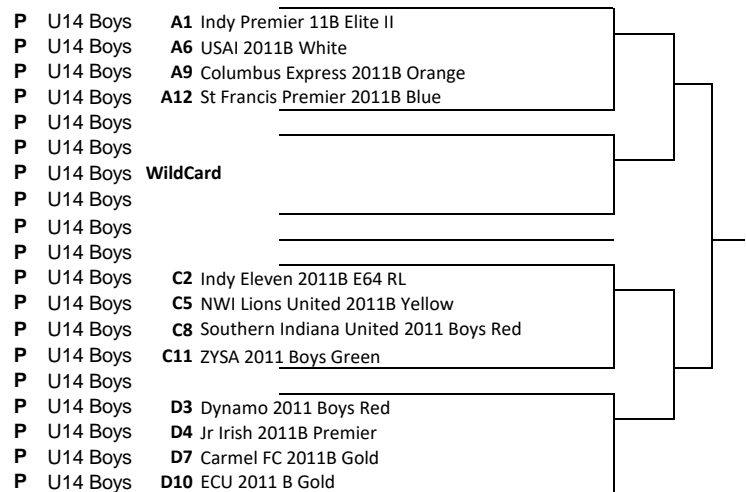 P U14 Boys A1 Indy Premier 11B Elite II
P U14 Boys A6 USAI 2011B White
P U14 Boys A9 Columbus Express 2011B Orange
P U14 Boys A12 St Francis Premier 2011B Blue
P U14 Boys
P U14 Boys
P U14 Boys WildCard
P U14 Boys
P U14 Boys
P U14 Boys
P U14 Boys C2 Indy Eleven 2011B E64 RL
P U14 Boys C5 NWI Lions United 2011B Yellow
P U14 Boys C8 Southern Indiana United 2011 Boys Red
P U14 Boys C11 ZYSA 2011 Boys Green
P U14 Boys
P U14 Boys D3 Dynamo 2011 Boys Red
P U14 Boys D4 Jr Irish 2011B Premier
P U14 Boys D7 Carmel FC 2011B Gold
P U14 Boys D10 ECU 2011 B Gold